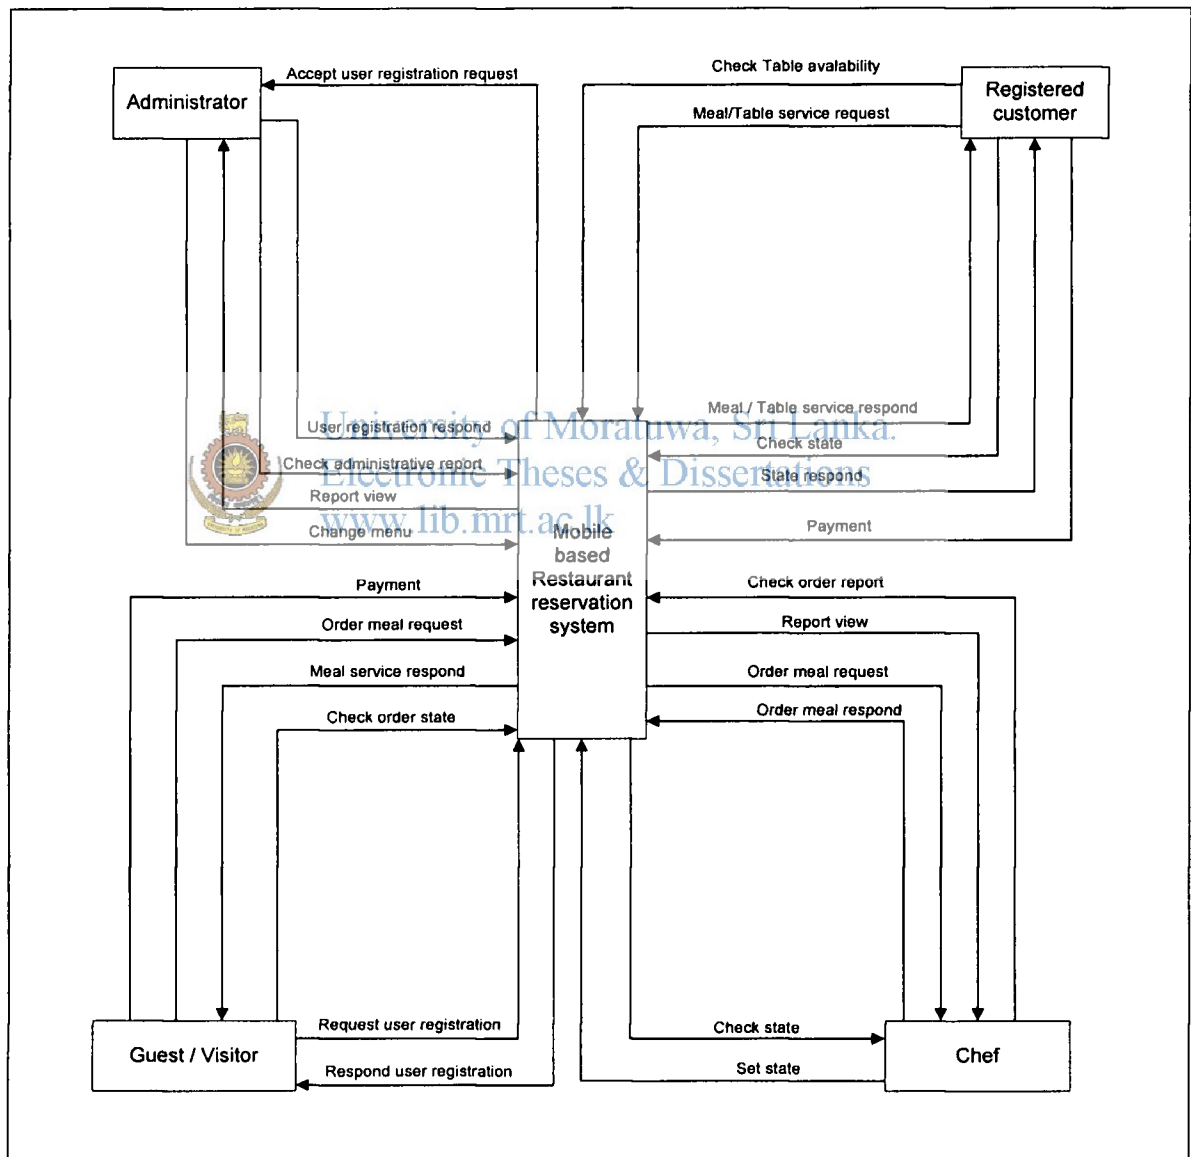 Accept user registration request
Check Table avalability
Administrator
Registered
customer
Meal/Table service request
Meal / Table service respond
University of Moratuwa, Sri Lanka.
User registration respond
Check state
Check administrative report
Electronic Theses & Dissertations
State respond
Report view
www.lib.mrt.ac.lk
Change menu
Payment
Mobile
based
Restaurant
reservation
system
Payment
Check order report
Order meal request
Report view
Meal service respond
Order meal request
Check order state
Order meal respond
Request user registration
Check state
Guest / Visitor
Chef
Respond user registration
Set state